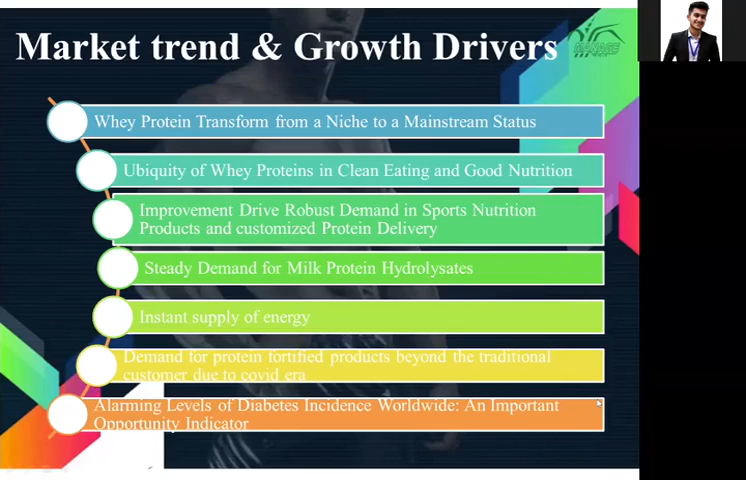 Market trend & Growth Drivers
MANAGE
Whey Protein Transform from a Niche to a Mainstream Status
Ubiquity of Whey Proteins in Clean Eating and Good Nutrition
Improvement Drive Robust Demand in Sports Nutrition
Products and customized Protein Delivery
Steady Demand for Milk Protein Hydrolysates
Instant supply of energy
Demand for protein fortified products beyond the traditional
customer due to covid era
Alarming Levels of Diabetes Incidence Worldwide: An Important
Opportunity Indicator